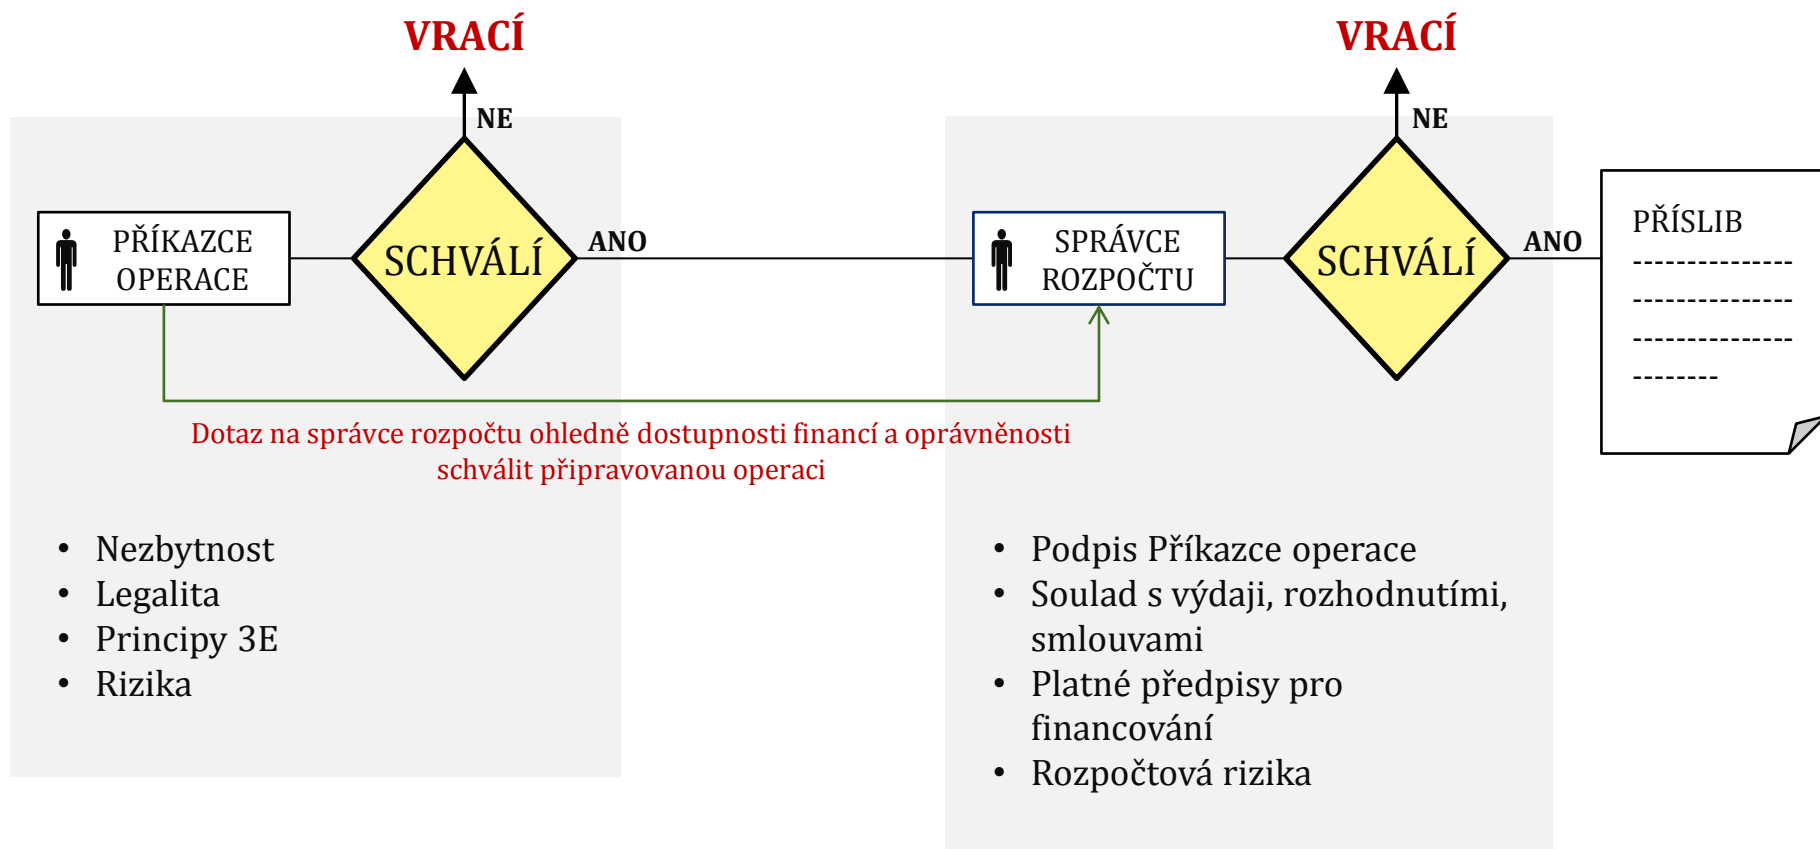 VRACÍ
NE
PŘÍKAZCE
OPERACE
SCHVÁLÍ
ANO
VRACÍ
NE
SPRÁVCE
ROZPOČTU
SCHVÁLÍ
ANO
PŘÍSLIB
---------------
---------------
---------------
--------
Dotaz na správce rozpočtu ohledně dostupnosti financí a oprávněnosti
schválit připravovanou operaci
• Nezbytnost
• Legalita
• Principy 3E
• Rizika
• Podpis Příkazce operace
• Soulad s výdaji, rozhodnutími,
smlouvami
• Platné předpisy pro
financování
• Rozpočtová rizika